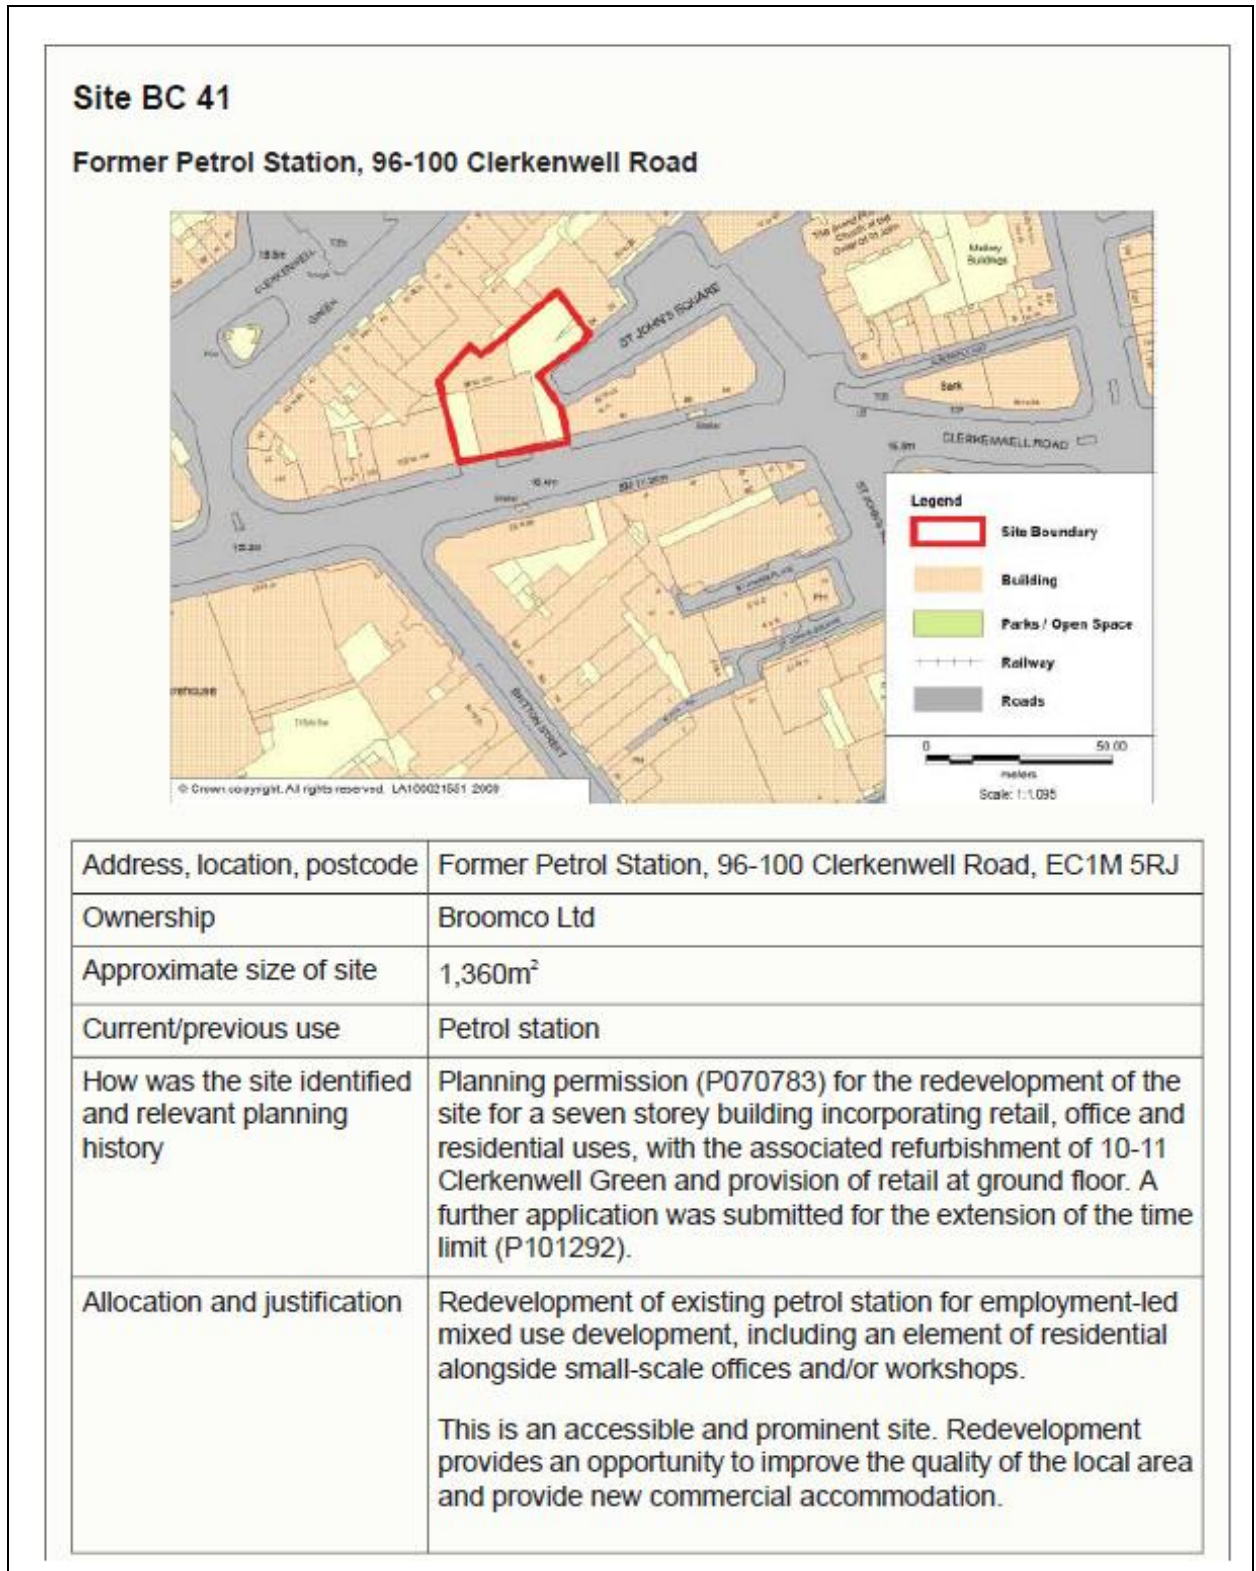 Site BC 41
Former Petrol Station, 96-100 Clerkenwell Road
CLERKENWELL
GREEN
ST JOHN'S SQUARE
Buildings
Bank
CLERKENWELL ROAD
BRITTON STREET
Legend
Site Boundary
Building
Parks / Open Space
Railway
Roads
0 50.00
meters
Scale: 1:1,095
© Crown copyright. All rights reserved. LA100021551 2009
Address, location, postcode Former Petrol Station, 96-100 Clerkenwell Road, EC1M 5RJ
Ownership Broomco Ltd
Approximate size of site 1,360m²
Current/previous use Petrol station
How was the site identified
and relevant planning
history
Planning permission (P070783) for the redevelopment of the
site for a seven storey building incorporating retail, office and
residential uses, with the associated refurbishment of 10-11
Clerkenwell Green and provision of retail at ground floor. A
further application was submitted for the extension of the time
limit (P101292).
Allocation and justification
Redevelopment of existing petrol station for employment-led
mixed use development, including an element of residential
alongside small-scale offices and/or workshops.
This is an accessible and prominent site. Redevelopment
provides an opportunity to improve the quality of the local area
and provide new commercial accommodation.